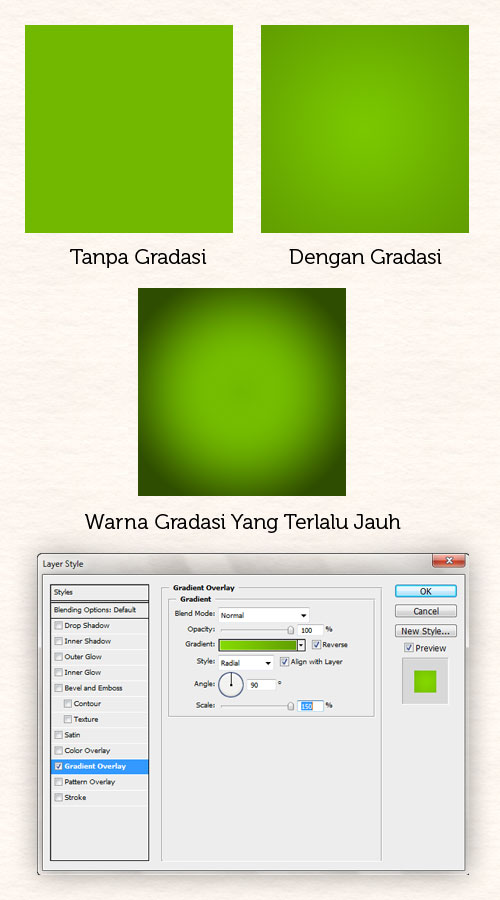 Tanpa Gradasi
Dengan Gradasi
Warna Gradasi Yang Terlalu Jauh
Layer Style
Styles
Blending Options: Default
Drop Shadow
Inner Shadow
Outer Glow
Inner Glow
Bevel and Emboss
Contour
Texture
Satin
Color Overlay
Gradient Overlay
Pattern Overlay
Stroke
Gradient Overlay
Gradient
Blend Mode: Normal
Opacity: 100 %
Gradient: Reverse
Style: Radial Align with Layer
Angle: 90 °
Scale: 150 %
OK
Cancel
New Style...
Preview